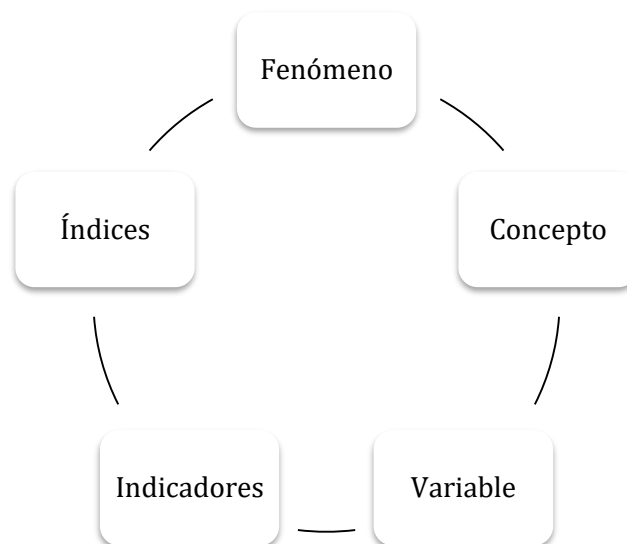 Fenómeno
Concepto
Variable
Indicadores
Índices